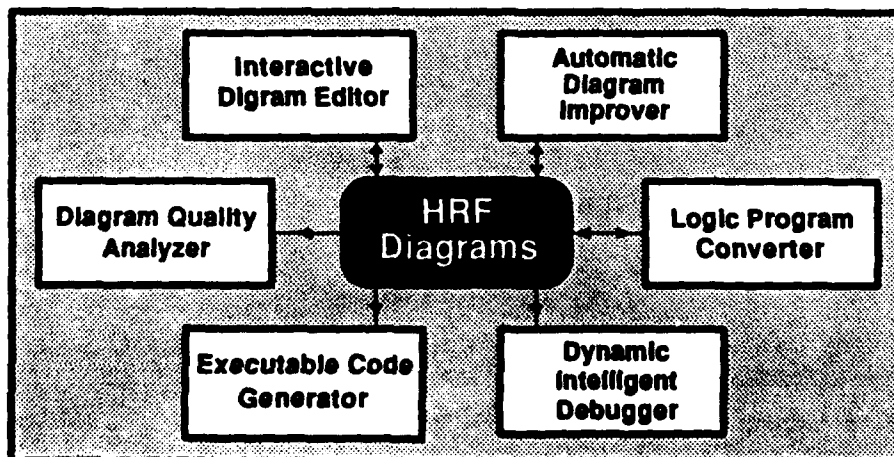 Interactive
Digram Editor
Automatic
Diagram
Improver
Diagram Quality
Analyzer
HRF
Diagrams
Logic Program
Converter
Executable Code
Generator
Dynamic
Intelligent
Debugger